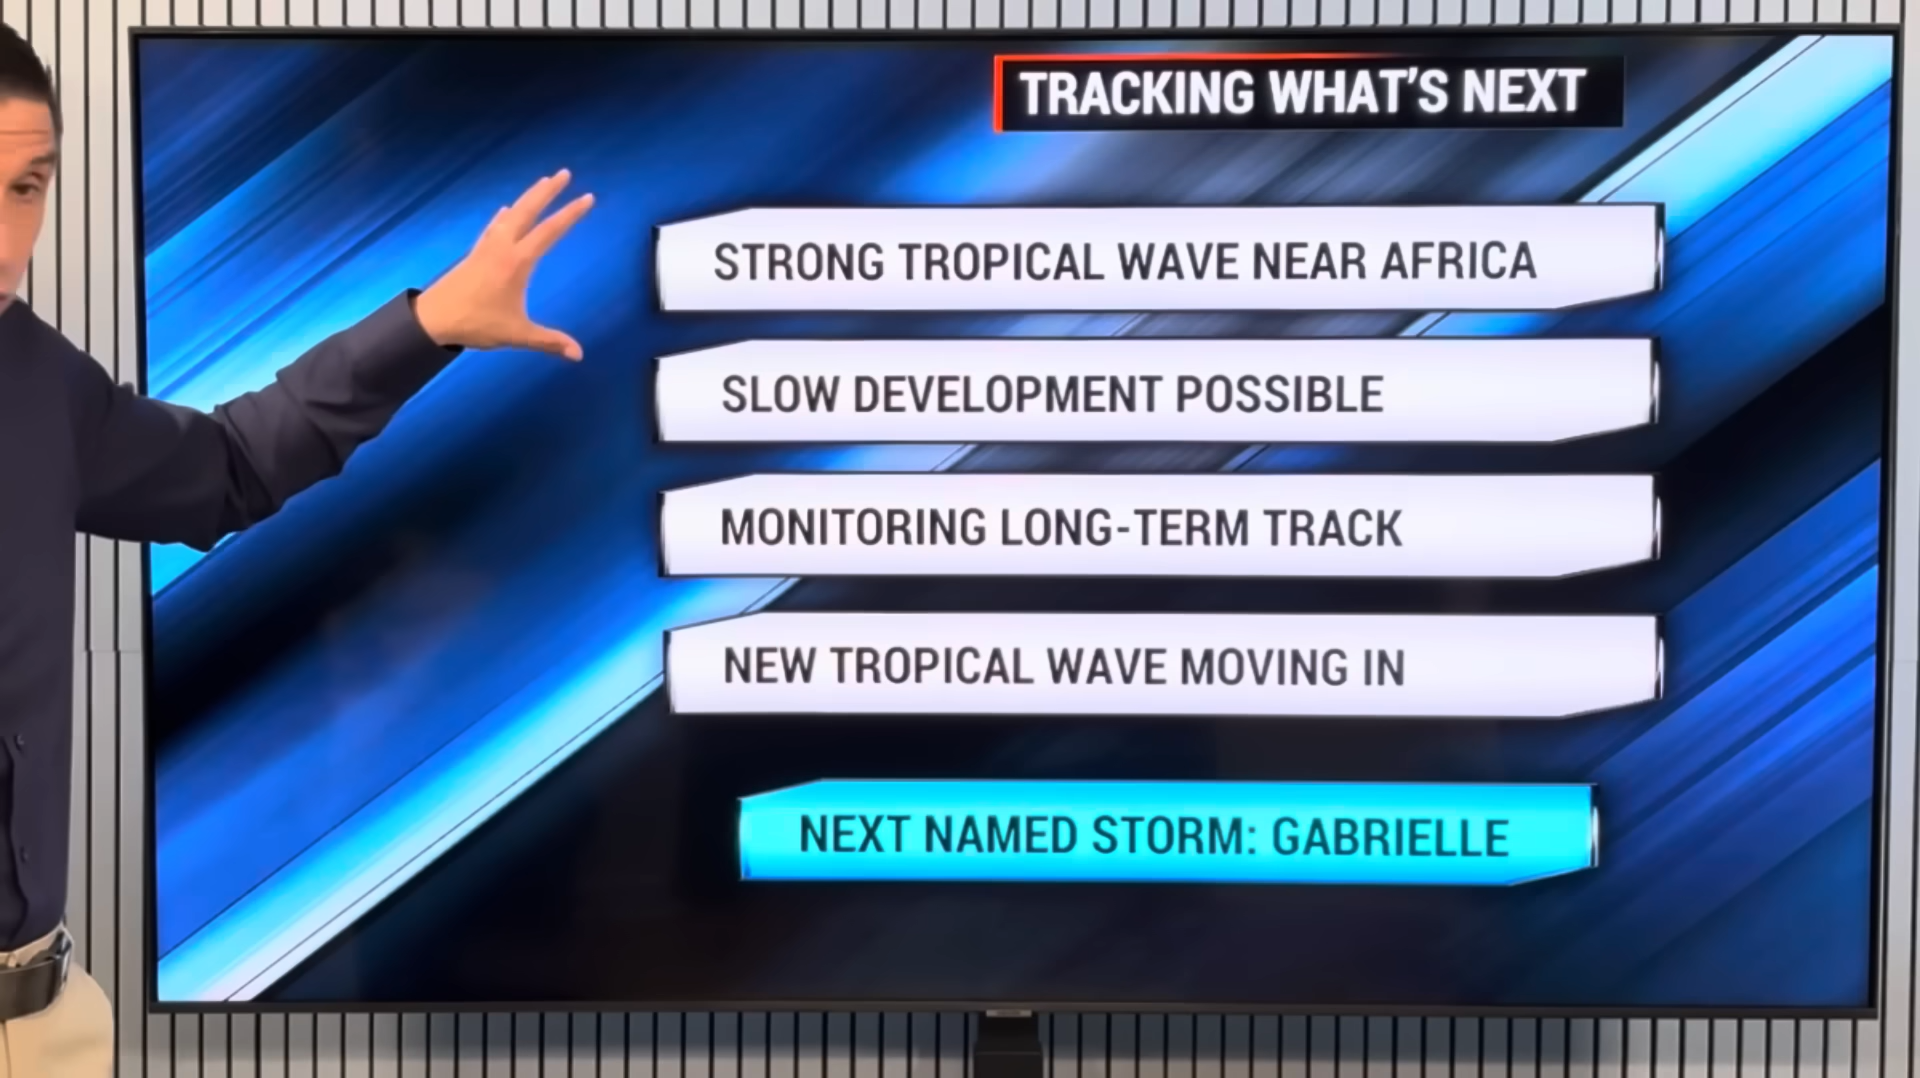 TRACKING WHAT'S NEXT
STRONG TROPICAL WAVE NEAR AFRICA
SLOW DEVELOPMENT POSSIBLE
MONITORING LONG-TERM TRACK
NEW TROPICAL WAVE MOVING IN
NEXT NAMED STORM: GABRIELLE